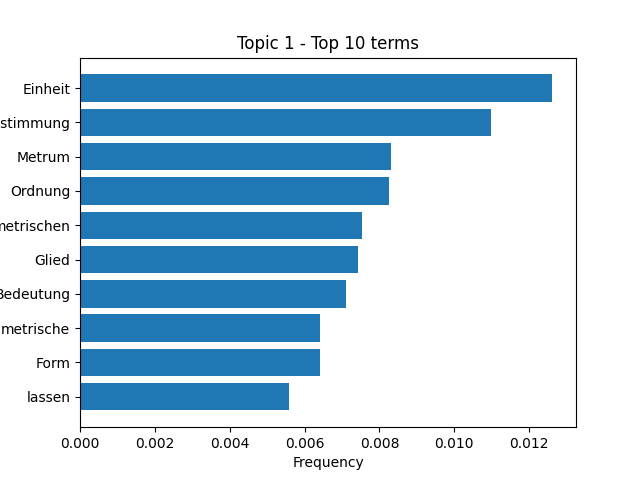 Topic 1 - Top 10 terms
Einheit
stimmung
Metrum
Ordnung
metrischen
Glied
Bedeutung
metrische
Form
lassen
0.000 0.002 0.004 0.006 0.008 0.010 0.012
Frequency